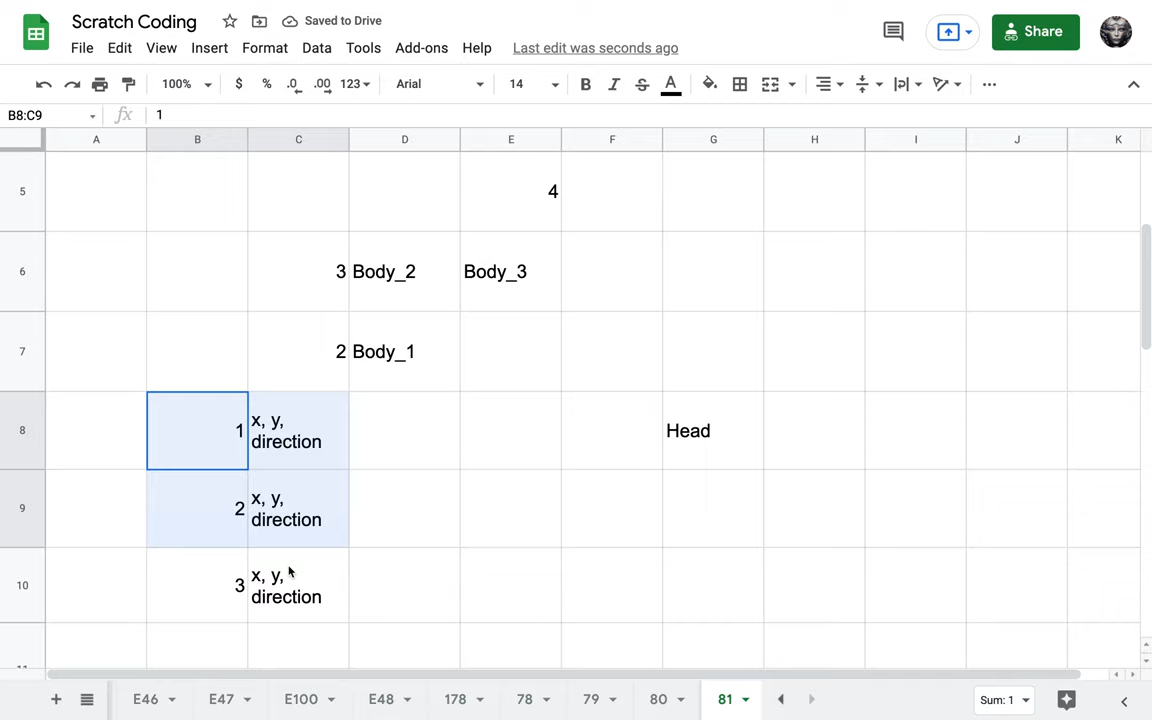 Scratch Coding
Saved to Drive
File Edit View Insert Format Data Tools Add-ons Help Last edit was seconds ago
Share
100% $ % .0 .00 123 Arial 14 B I S A
B8:C9 fx 1
A B C D E F G H I J K
5 4
6 3 Body_2 Body_3
7 2 Body_1
8 1 x, y,
direction Head
9 2 x, y,
direction
10 3 x, y,
direction
11
E46 E47 E100 E48 178 78 79 80 81 Sum: 1